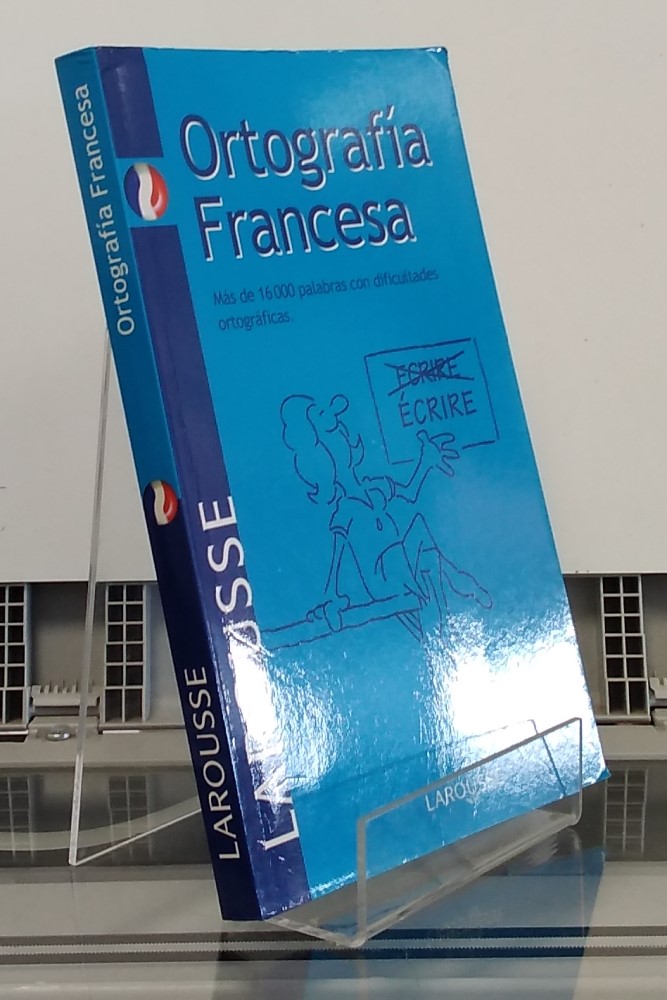 Ortografía Francesa
LAROUSSE
Ortografía
Francesa
Más de 16 000 palabras con dificultades
ortográficas.
ECRIRE
ÉCRIRE
LAROUSSE
LAROUSSE